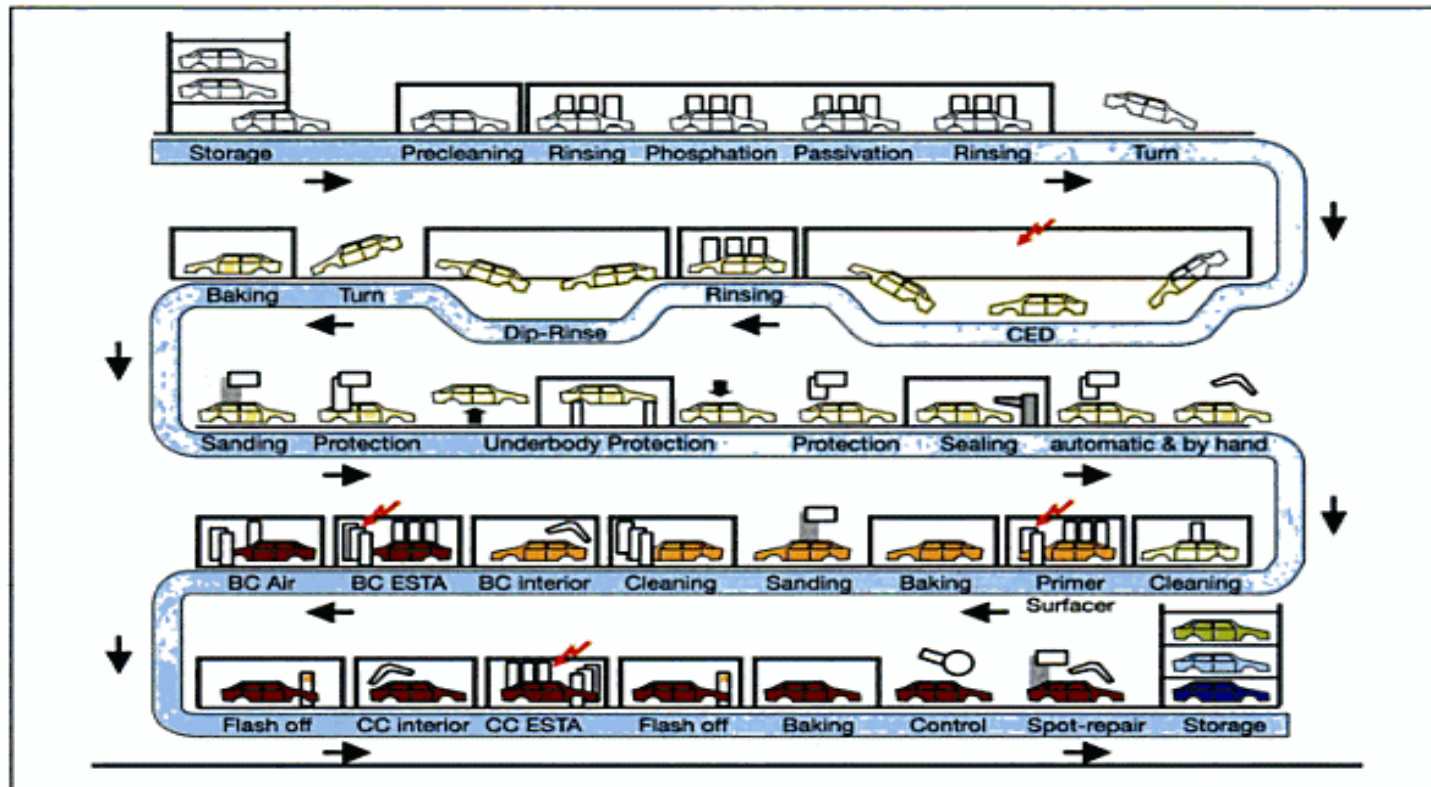 Storage Precleaning Rinsing Phosphation Passivation Rinsing Turn
Baking Turn Rinsing
Dip-Rinse CED
Sanding Protection Underbody Protection Protection Sealing automatic & by hand
BC Air BC ESTA BC interior Cleaning Sanding Baking Primer Cleaning
Surfacer
Flash off CC interior CC ESTA Flash off Baking Control Spot-repair Storage